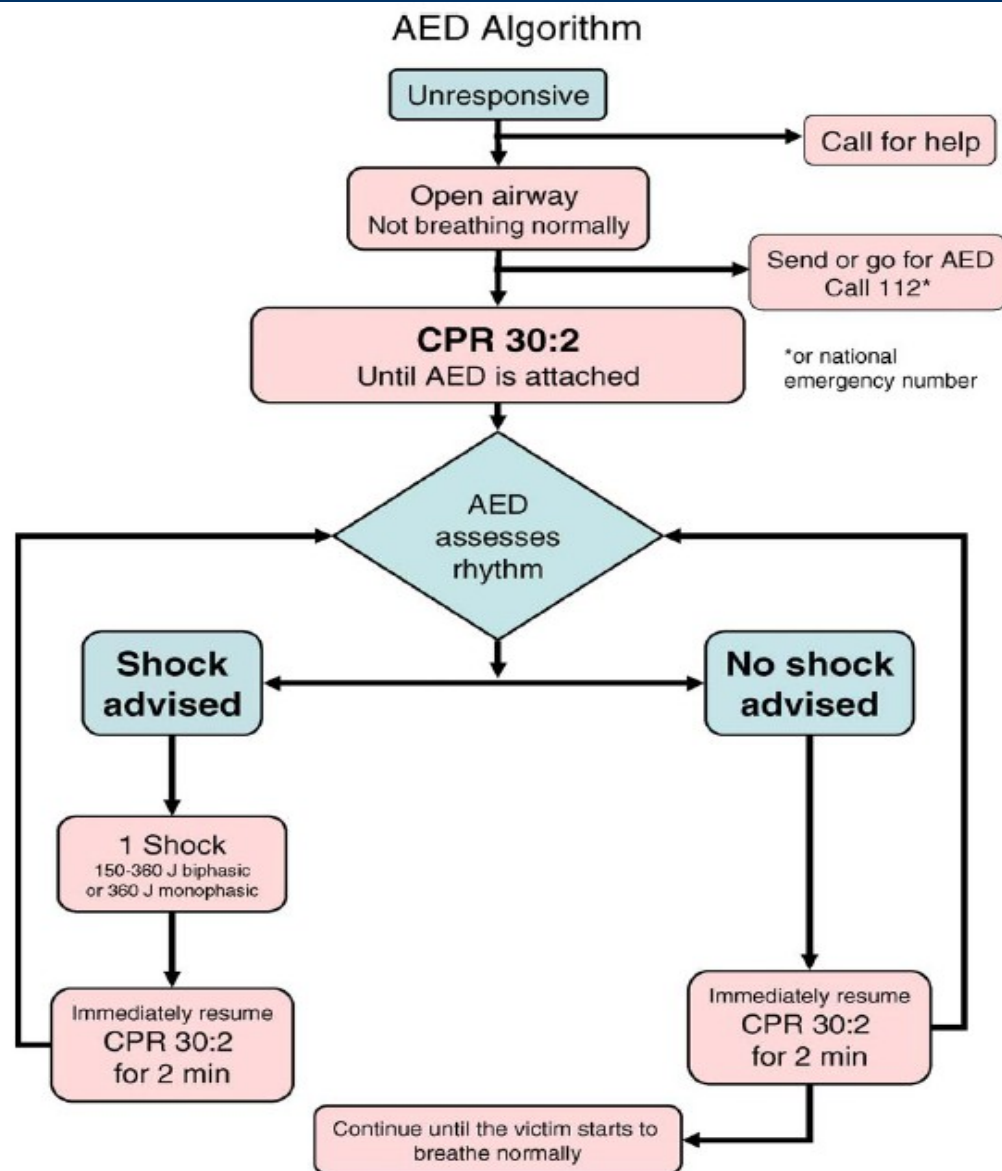 AED Algorithm
Unresponsive
Call for help
Open airway
Not breathing normally
Send or go for AED
Call 112*
CPR 30:2
Until AED is attached
*or national
emergency number
AED
assesses
rhythm
Shock
advised
No shock
advised
1 Shock
150-360 J biphasic
or 360 J monophasic
Immediately resume
CPR 30:2
for 2 min
Immediately resume
CPR 30:2
for 2 min
Continue until the victim starts to
breathe normally